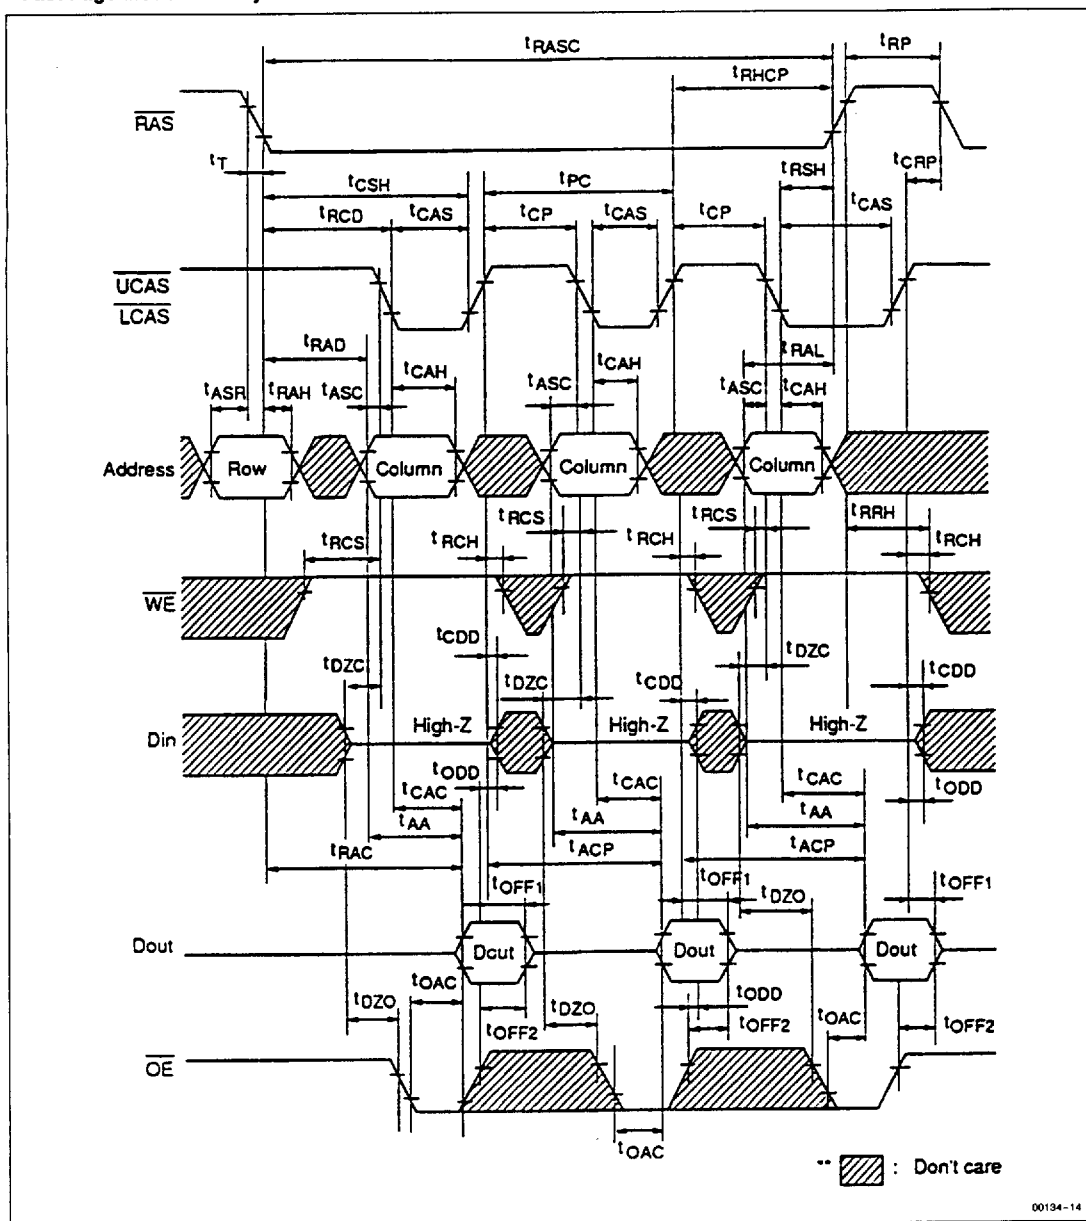 tRASC tRP
tRHCP
RAS
tT tCRP
tCSH tPC tRSH
tRCD tCAS tCP tCAS tCP tCAS
UCAS
LCAS
tRAD tRAL
tASR tRAH tASC tCAH tASC tCAH tASC tCAH
Address Row Column Column Column
tRCS tRCH tRCS tRCH tRCS tRRH tRCH
WE
tDZC tCDD tDZC tCDD tDZC tCDD
Din High-Z High-Z High-Z
tODD tCAC tCAC tCAC tODD
tAA tAA tAA
tRAC tACP tACP
tOFF1 tOFF1 tDZO tOFF1
Dout Dout Dout Dout
tDZO tOAC tOFF2 tDZO tODD tOFF2 tOAC tOFF2
OE
tOAC
: Don't care
00134-14